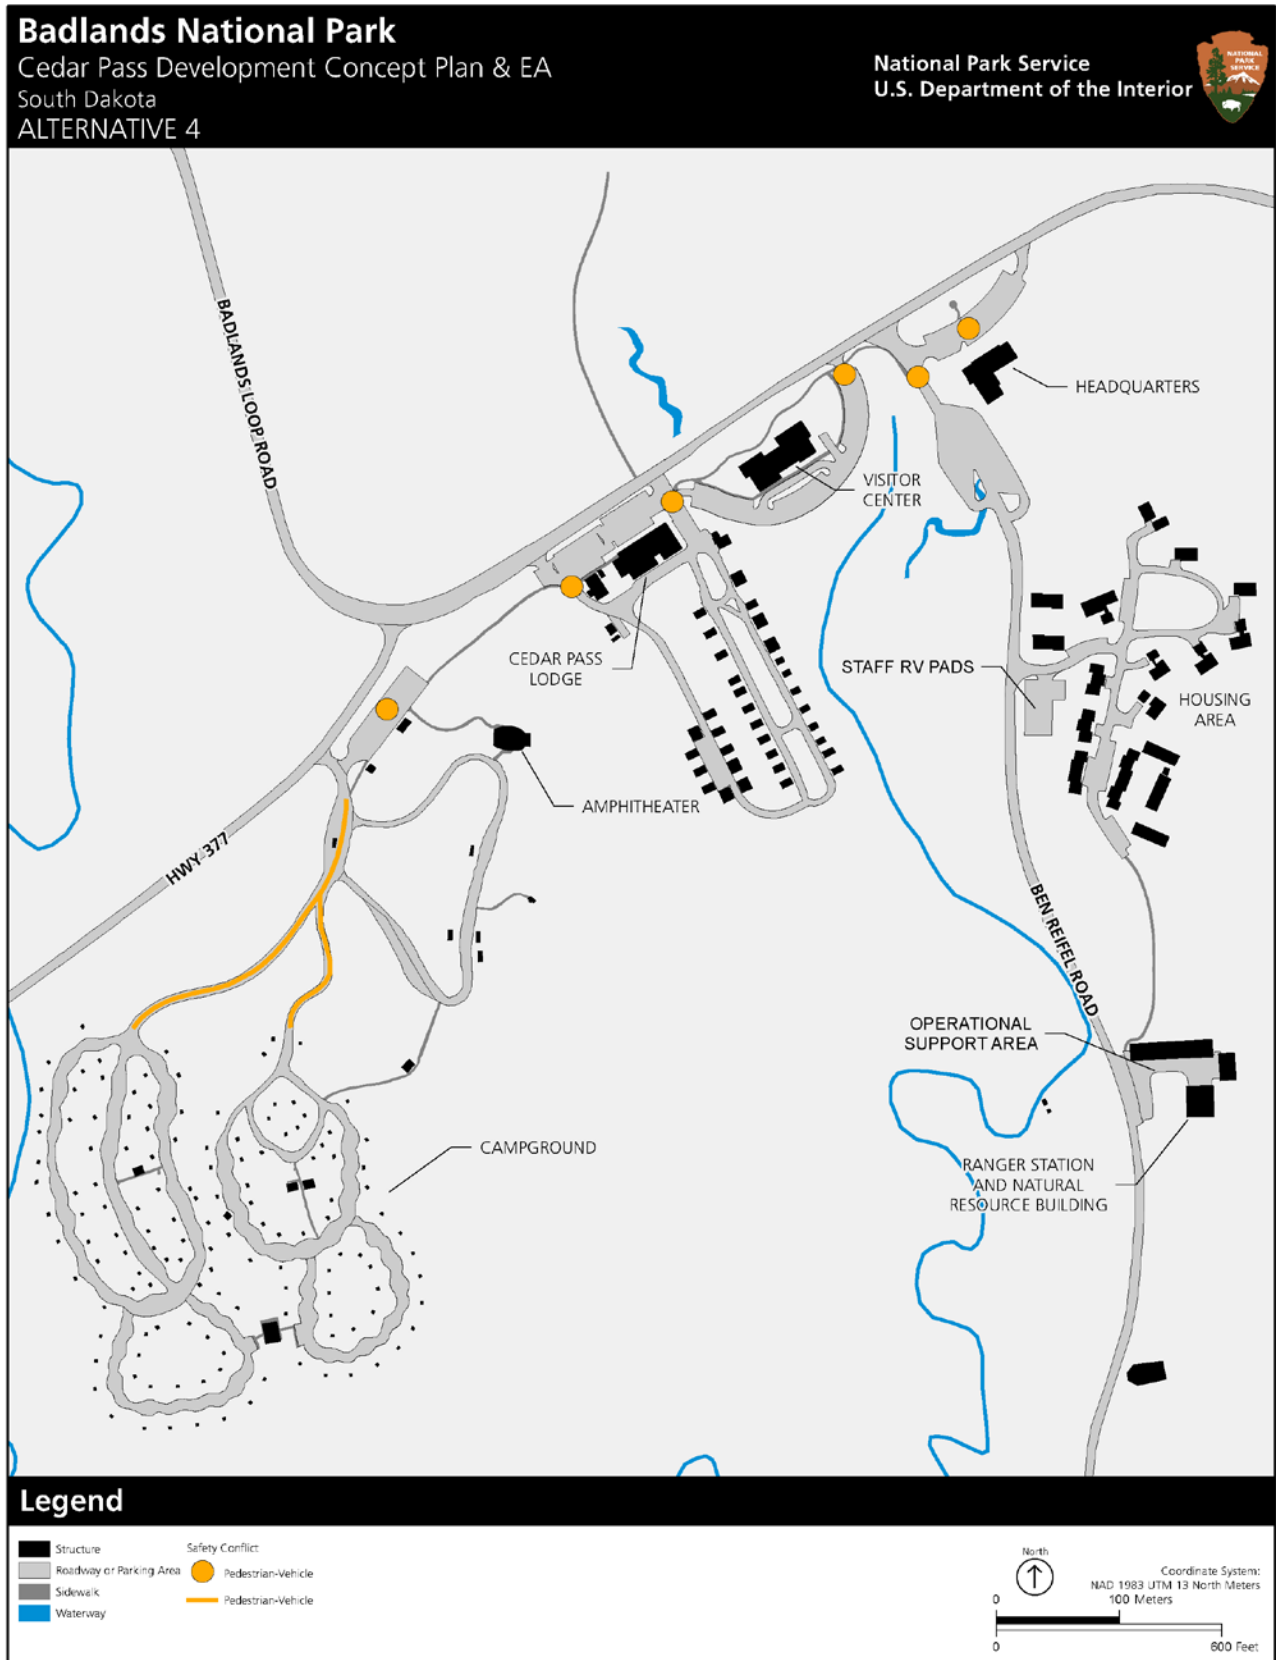 Badlands National Park
Cedar Pass Development Concept Plan & EA
South Dakota
ALTERNATIVE 4
National Park Service
U.S. Department of the Interior
NATIONAL
PARK
SERVICE
BADLANDS LOOP ROAD
HEADQUARTERS
VISITOR
CENTER
CEDAR PASS
LODGE
STAFF RV PADS
HOUSING
AREA
AMPHITHEATER
HWY 377
BEN REIFEL ROAD
OPERATIONAL
SUPPORT AREA
CAMPGROUND
RANGER STATION
AND NATURAL
RESOURCE BUILDING
Legend
Structure
Roadway or Parking Area
Sidewalk
Waterway
Safety Conflict
Pedestrian-Vehicle
Pedestrian-Vehicle
North
Coordinate System:
NAD 1983 UTM 13 North Meters
0 100 Meters
0 600 Feet